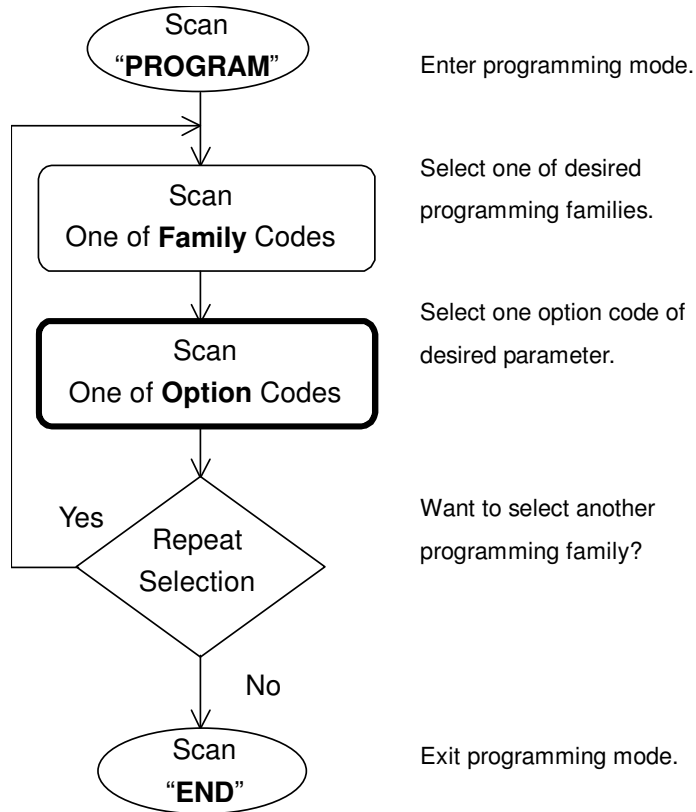 Scan
“PROGRAM”
Enter programming mode.
Scan
One of Family Codes
Select one of desired
programming families.
Scan
One of Option Codes
Select one option code of
desired parameter.
Yes
Repeat
Selection
Want to select another
programming family?
No
Scan
“END”
Exit programming mode.